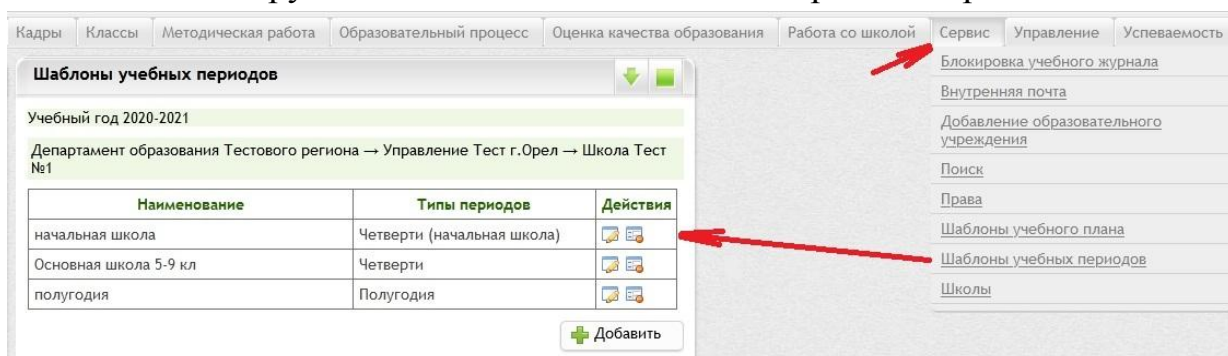 Кадры Классы Методическая работа Образовательный процесс Оценка качества образования Работа со школой Сервис Управление Успеваемость
Шаблоны учебных периодов
Учебный год 2020-2021
Департамент образования Тестового региона → Управление Тест г.Орел → Школа Тест
№1
Наименование Типы периодов Действия
начальная школа Четверти (начальная школа)
Основная школа 5-9 кл Четверти
полугодия Полугодия
Добавить
Блокировка учебного журнала
Внутренняя почта
Добавление образовательного
учреждения
Поиск
Права
Шаблоны учебного плана
Шаблоны учебных периодов
Школы